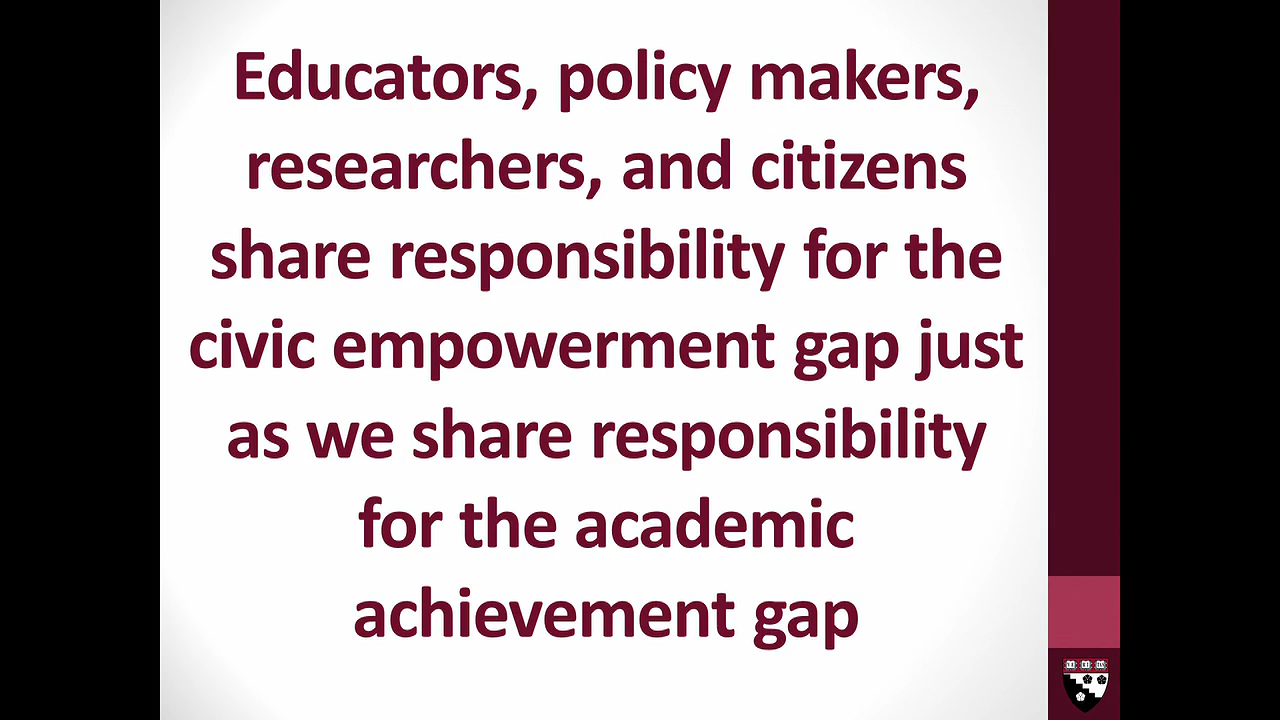 Educators, policy makers,
researchers, and citizens
share responsibility for the
civic empowerment gap just
as we share responsibility
for the academic
achievement gap